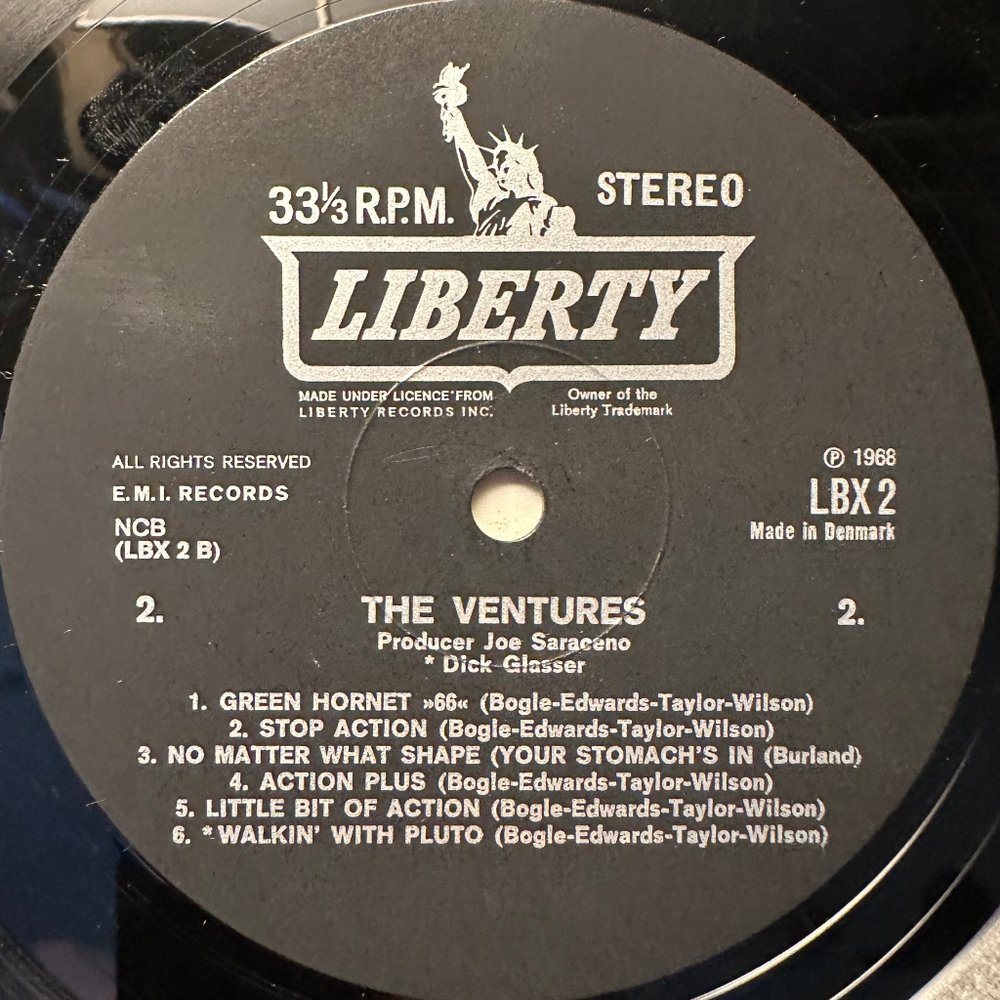 33⅓ R.P.M. STEREO
LIBERTY
MADE UNDER LICENCE FROM
LIBERTY RECORDS INC.
Owner of the
Liberty Trademark
ALL RIGHTS RESERVED
E.M.I. RECORDS
NCB
(LBX 2 B)
℗ 1968
LBX 2
Made in Denmark
2. THE VENTURES 2.
Producer Joe Saraceno
* Dick Glasser
1. GREEN HORNET »66« (Bogle-Edwards-Taylor-Wilson)
2. STOP ACTION (Bogle-Edwards-Taylor-Wilson)
3. NO MATTER WHAT SHAPE (YOUR STOMACH'S IN (Burland)
4. ACTION PLUS (Bogle-Edwards-Taylor-Wilson)
5. LITTLE BIT OF ACTION (Bogle-Edwards-Taylor-Wilson)
6. *WALKIN' WITH PLUTO (Bogle-Edwards-Taylor-Wilson)